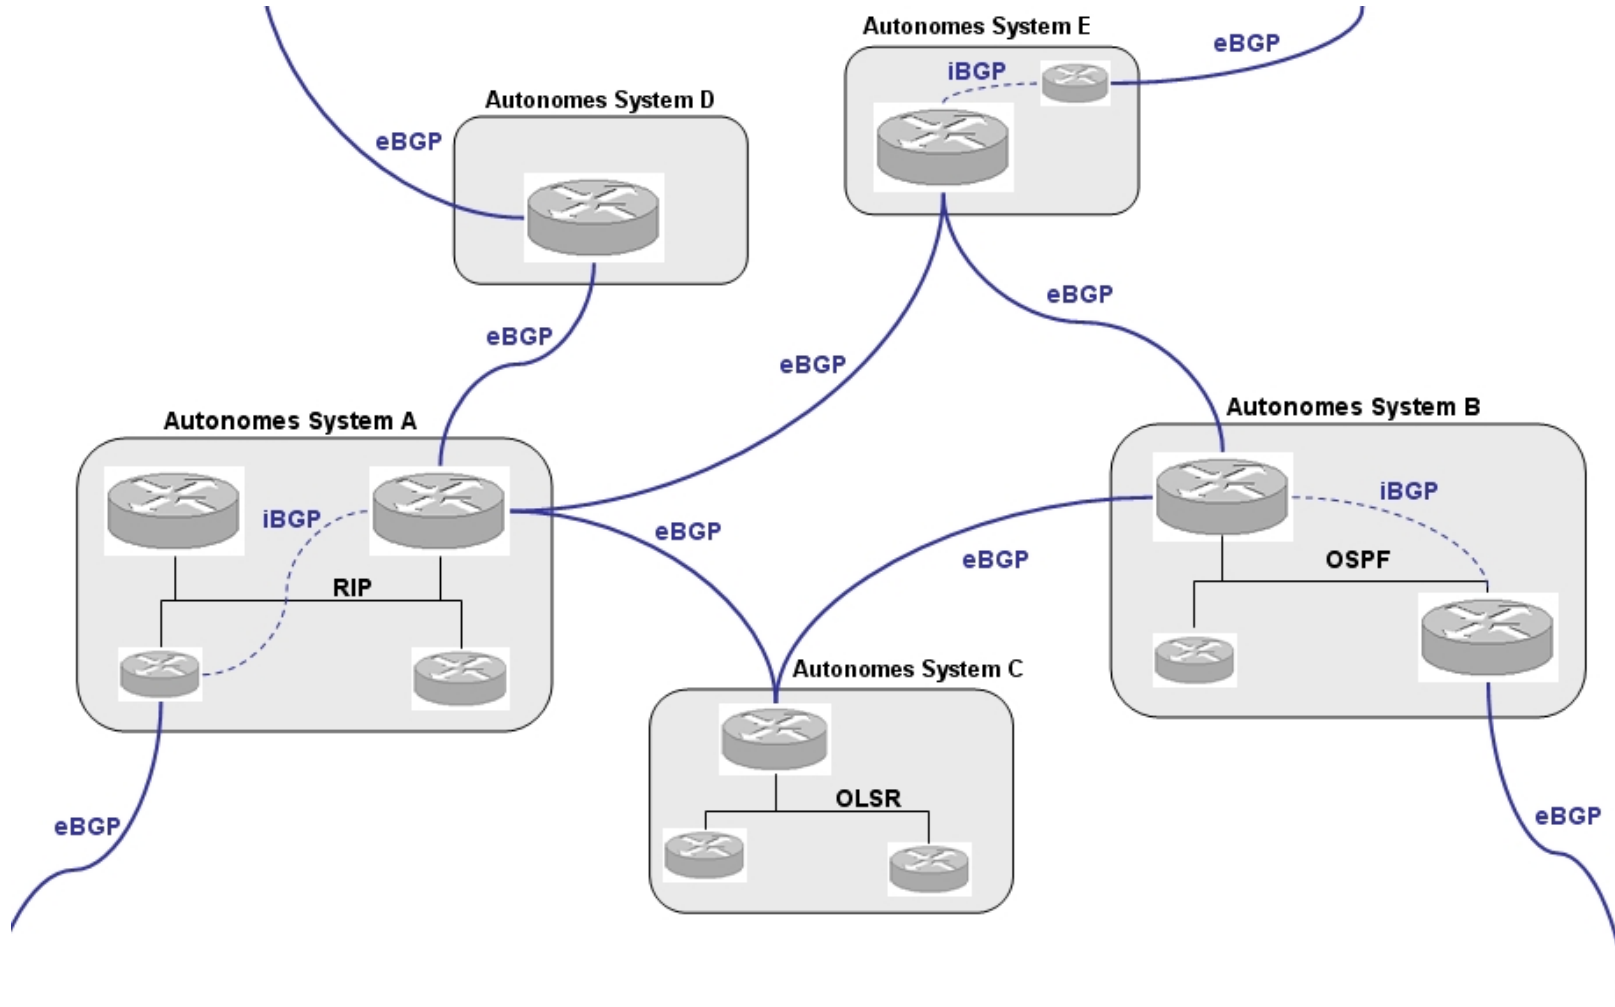 Autonomes System E
eBGP
iBGP
Autonomes System D
eBGP
eBGP
eBGP
eBGP
Autonomes System A
Autonomes System B
iBGP
eBGP
iBGP
eBGP
OSPF
RIP
Autonomes System C
OLSR
eBGP
eBGP